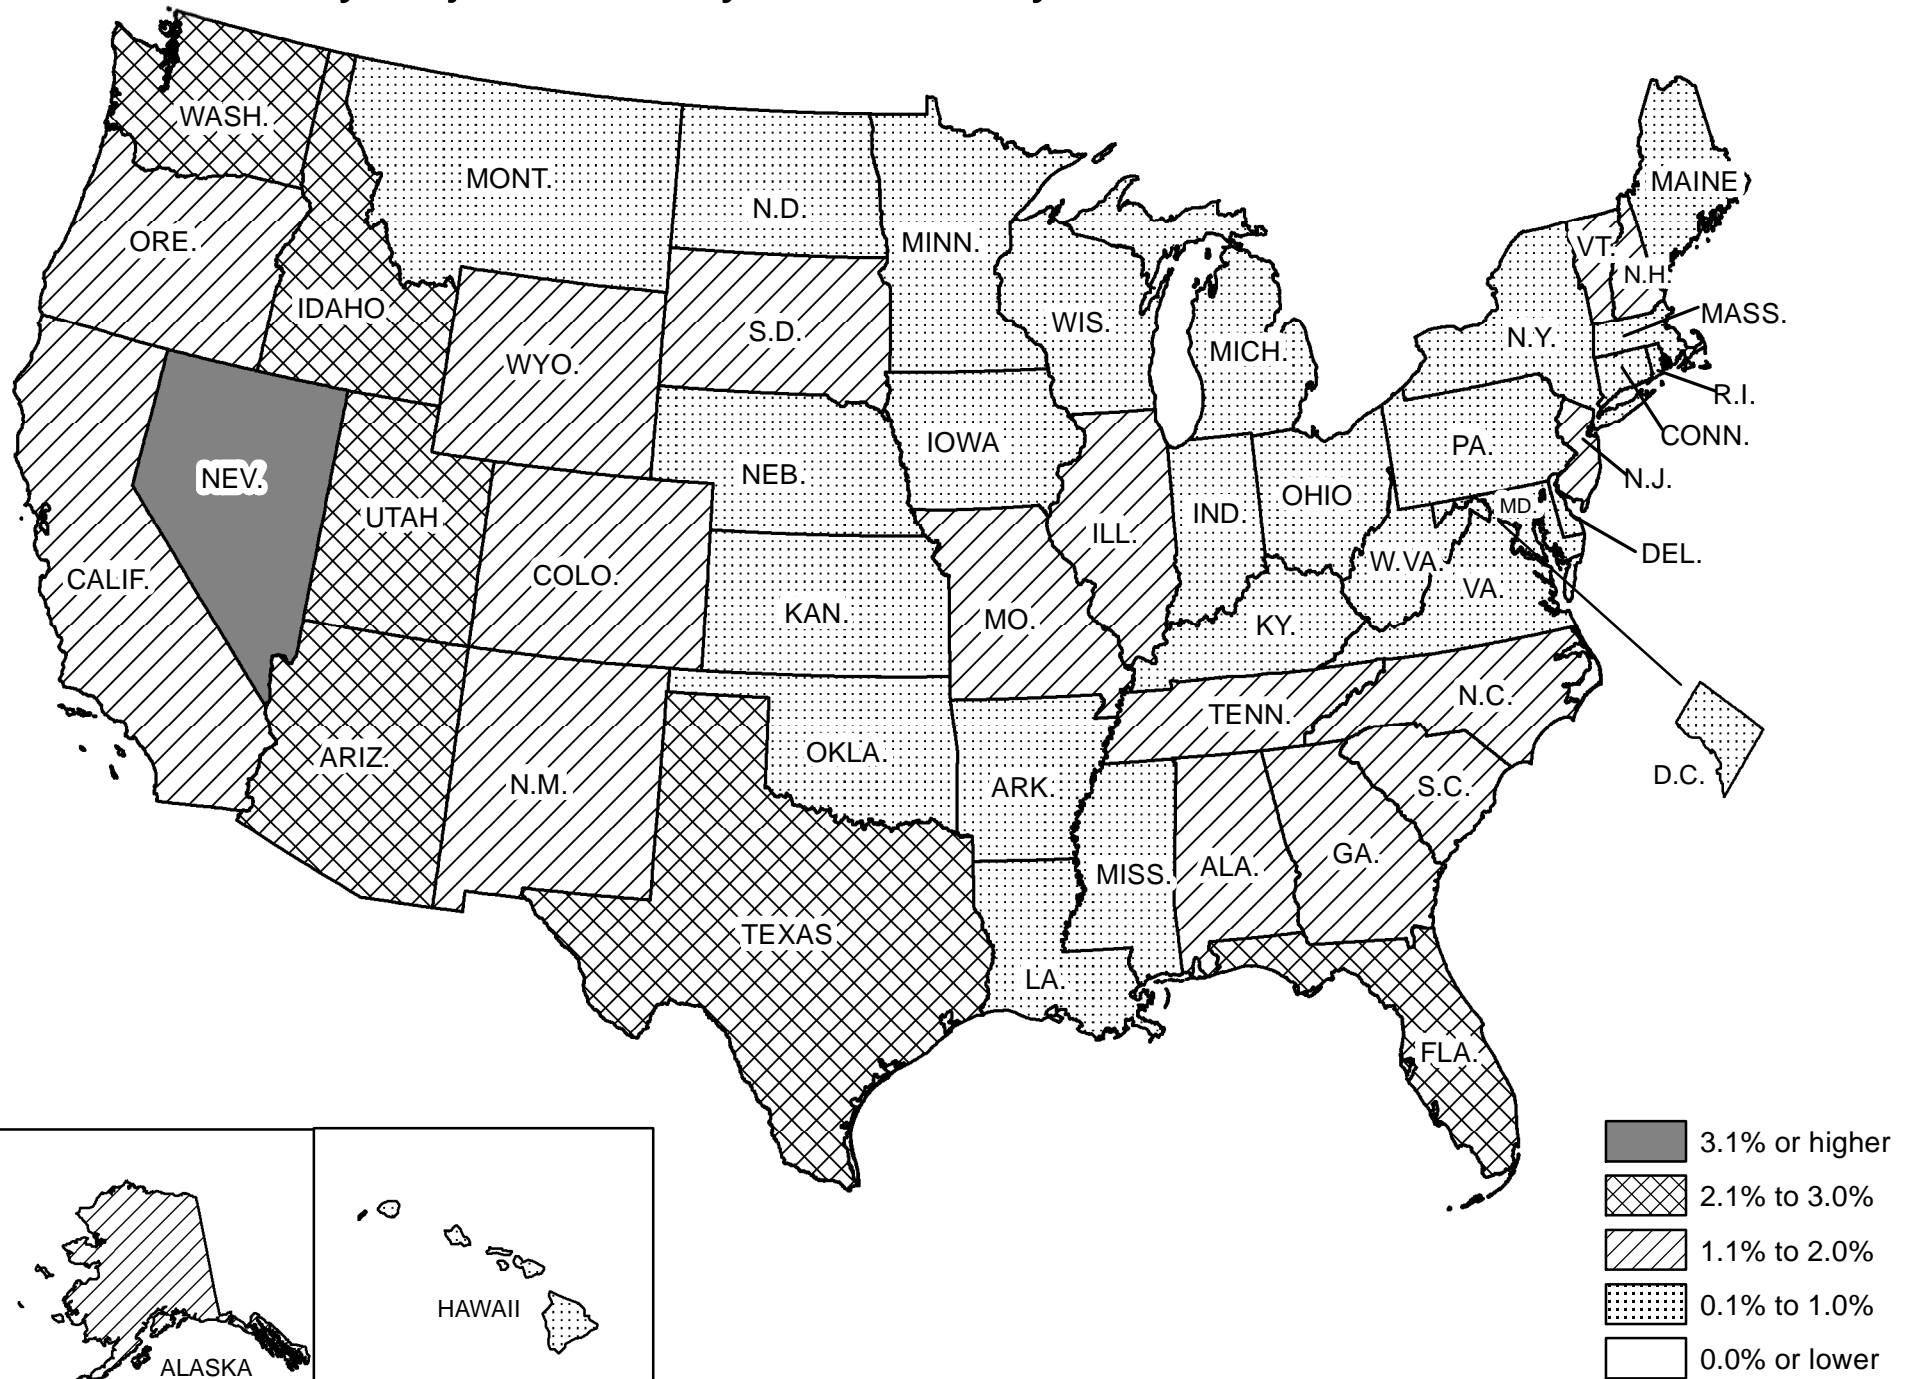 WASH.
MONT.
N.D.
MINN.
MAINE
ORE.
VT.
N.H.
IDAHO
MASS.
WIS.
S.D.
N.Y.
MICH.
WYO.
R.I.
CONN.
IOWA
PA.
NEB.
N.J.
NEV.
OHIO
MD.
IND.
UTAH
ILL.
DEL.
W.VA.
COLO.
CALIF.
VA.
KAN.
MO.
KY.
N.C.
TENN.
OKLA.
ARIZ.
D.C.
N.M.
ARK.
S.C.
GA.
ALA.
MISS.
TEXAS
LA.
FLA.
3.1% or higher
2.1% to 3.0%
1.1% to 2.0%
0.1% to 1.0%
0.0% or lower
HAWAII
ALASKA